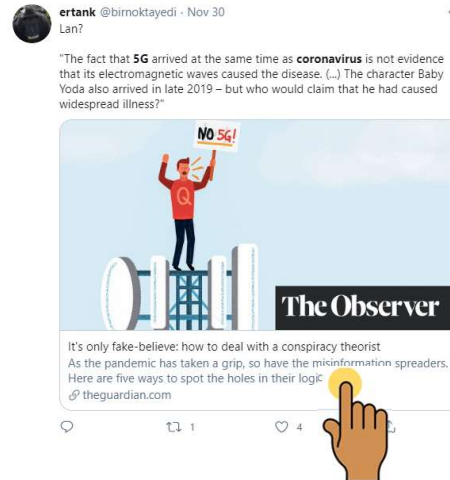 ertank @birnoktayedi · Nov 30
Lan?
"The fact that 5G arrived at the same time as coronavirus is not evidence
that its electromagnetic waves caused the disease. (...) The character Baby
Yoda also arrived in late 2019 – but who would claim that he had caused
widespread illness?"
NO 5G!
Q
The Observer
It's only fake-believe: how to deal with a conspiracy theorist
As the pandemic has taken a grip, so have the misinformation spreaders.
Here are five ways to spot the holes in their logic
theguardian.com
1
4